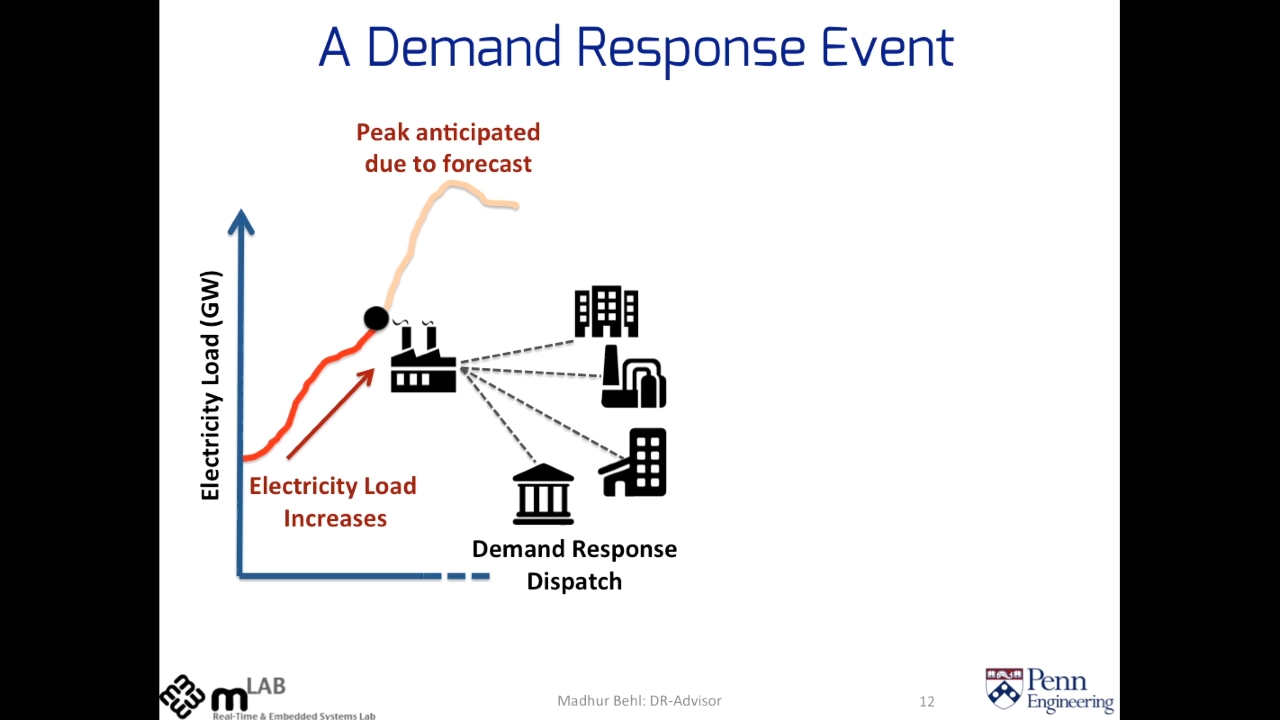 A Demand Response Event
Peak anticipated
due to forecast
Electricity Load (GW)
Electricity Load
Increases
Demand Response
Dispatch
mLAB
Real-Time & Embedded Systems Lab
Madhur Behl: DR-Advisor
12
Penn
Engineering